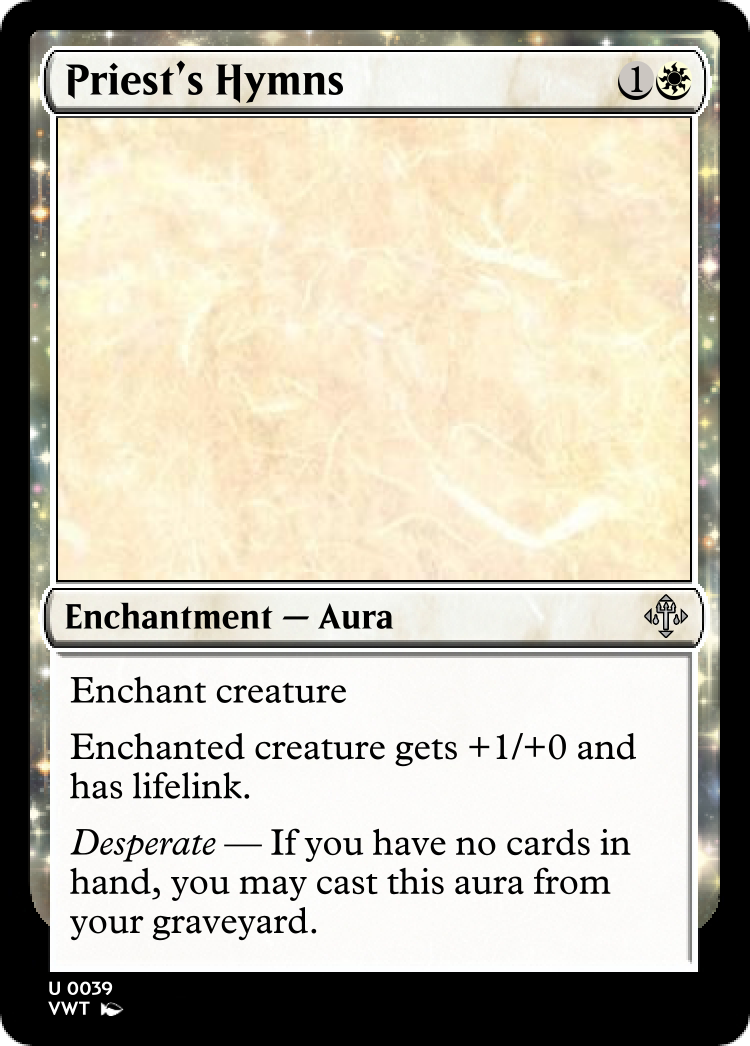 Priest's Hymns 1
Enchantment — Aura
Enchant creature
Enchanted creature gets +1/+0 and
has lifelink.
Desperate — If you have no cards in
hand, you may cast this aura from
your graveyard.
U 0039
VWT